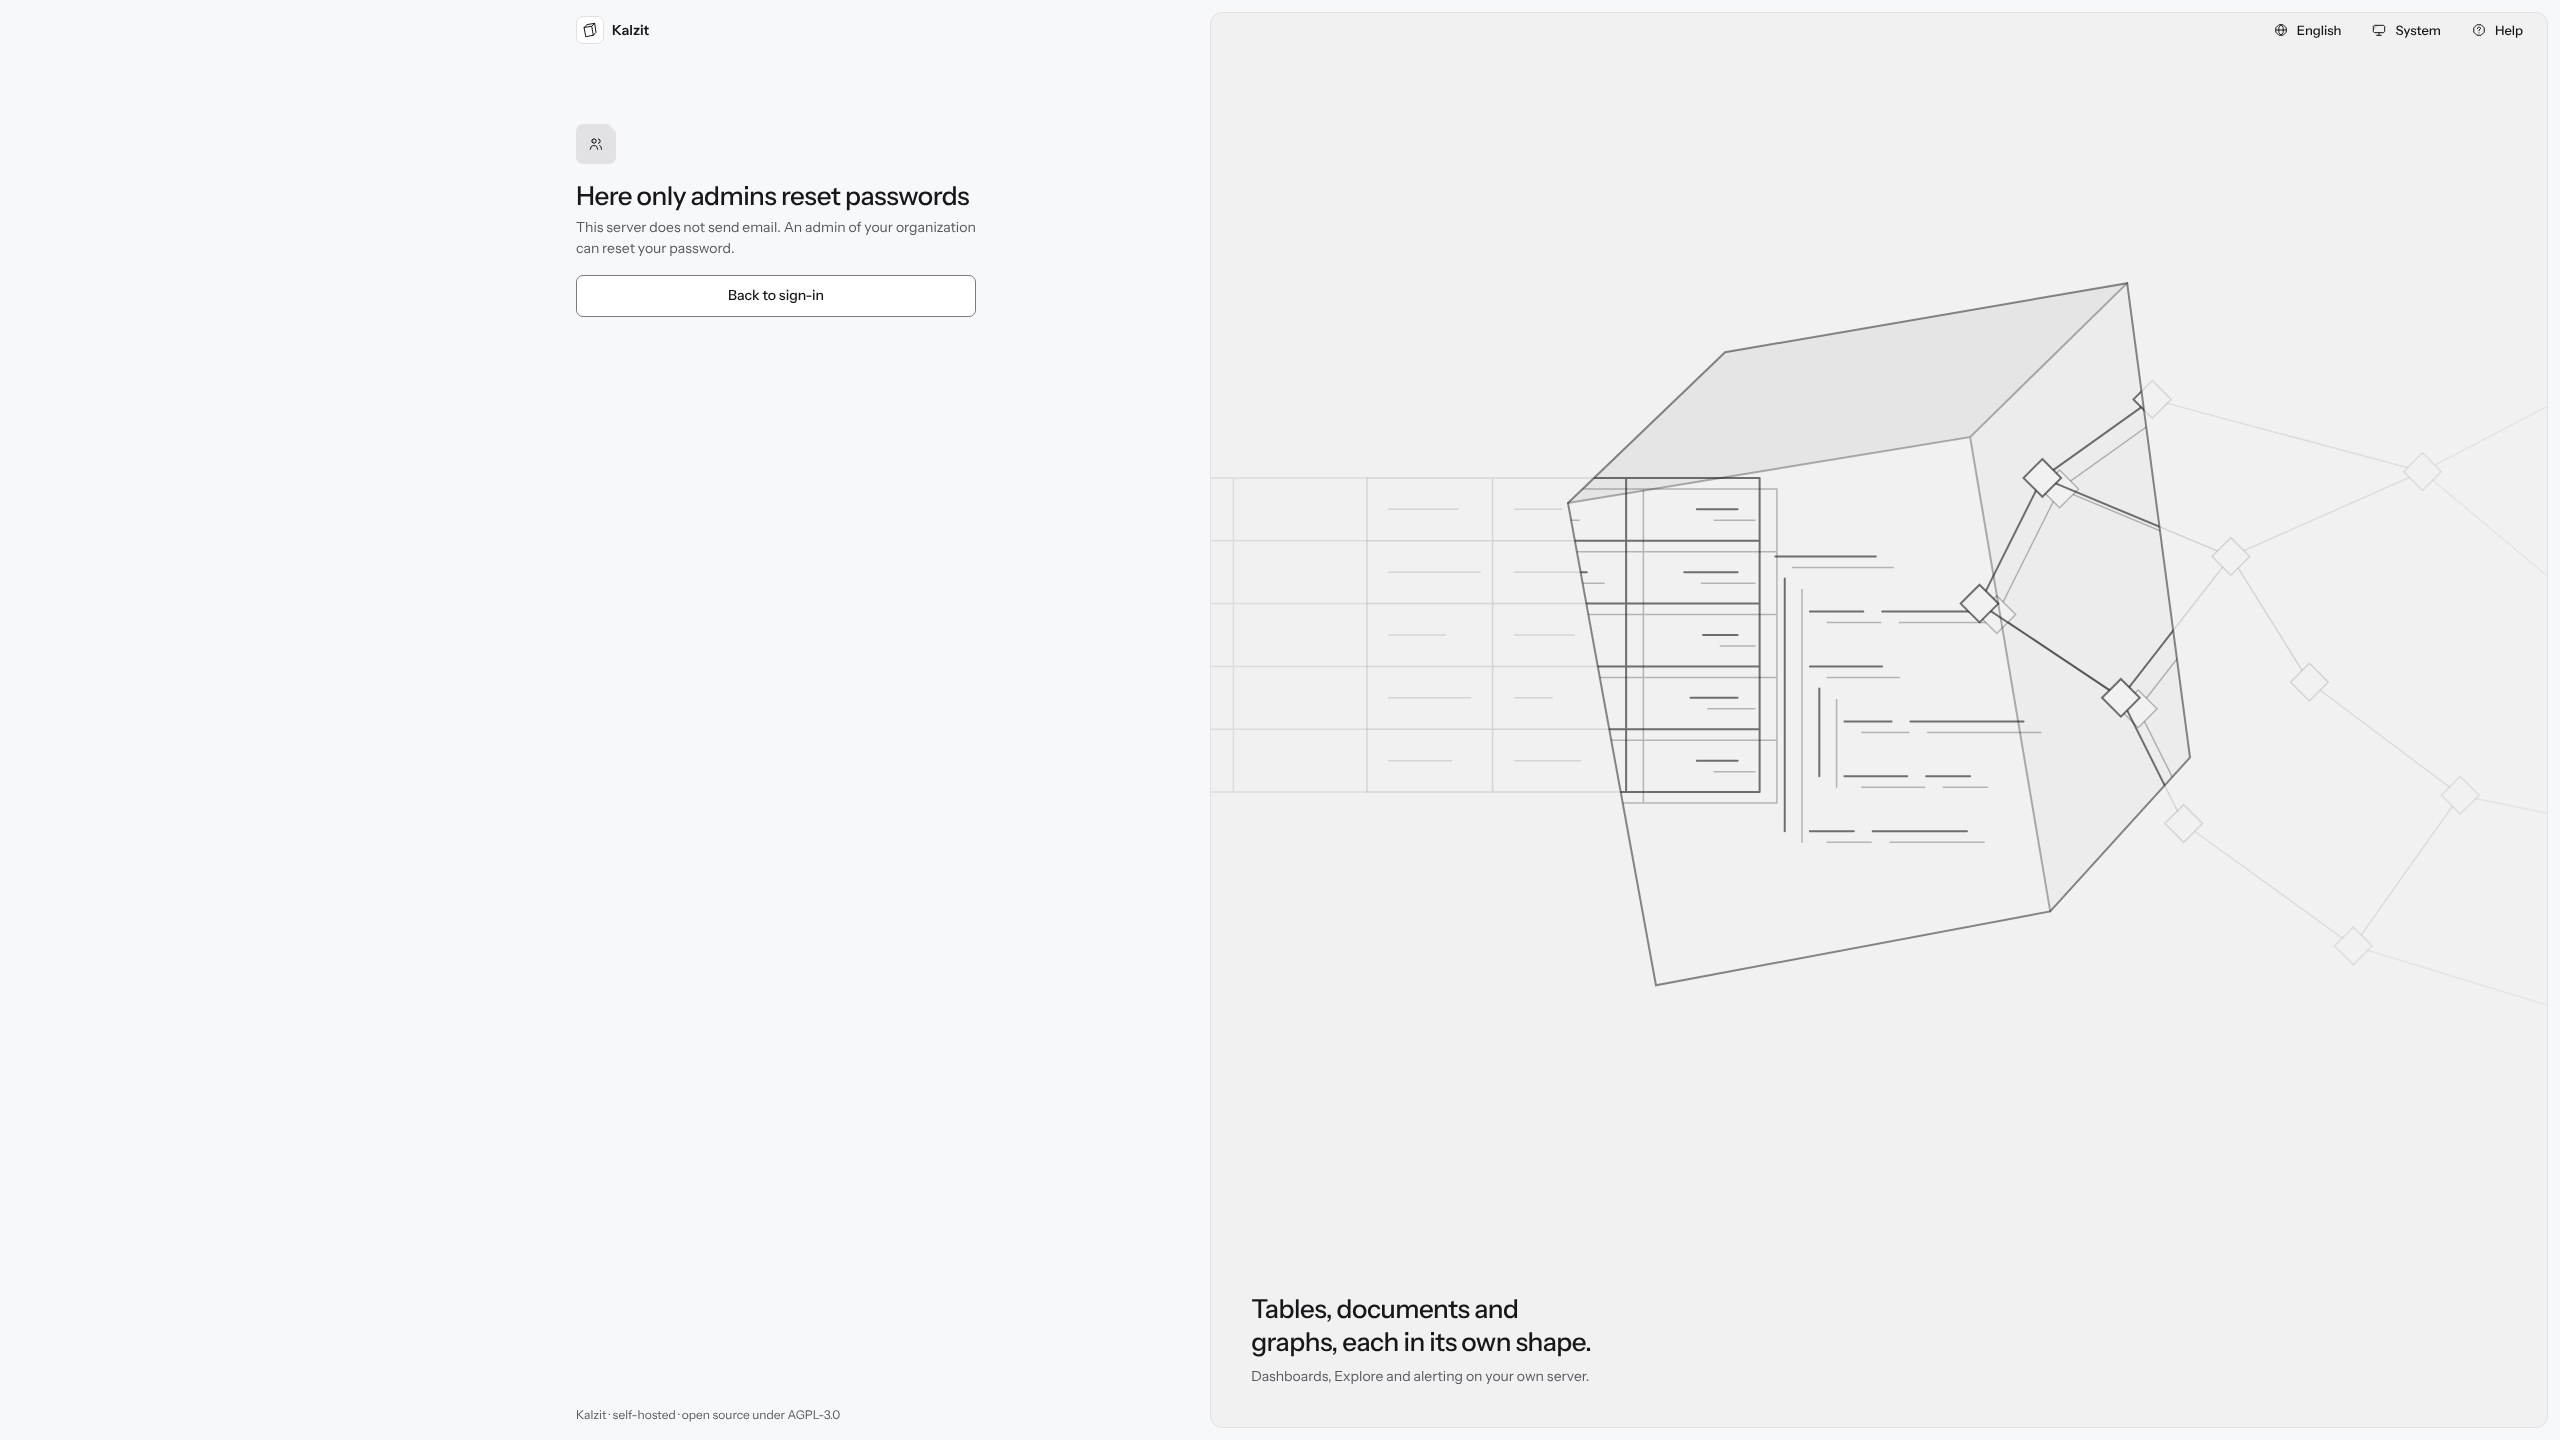 Kalzit
English
System
Help
Here only admins reset passwords
This server does not send email. An admin of your organization
can reset your password.
Back to sign-in
Tables, documents and
graphs, each in its own shape.
Dashboards, Explore and alerting on your own server.
Kalzit · self-hosted · open source under AGPL-3.0